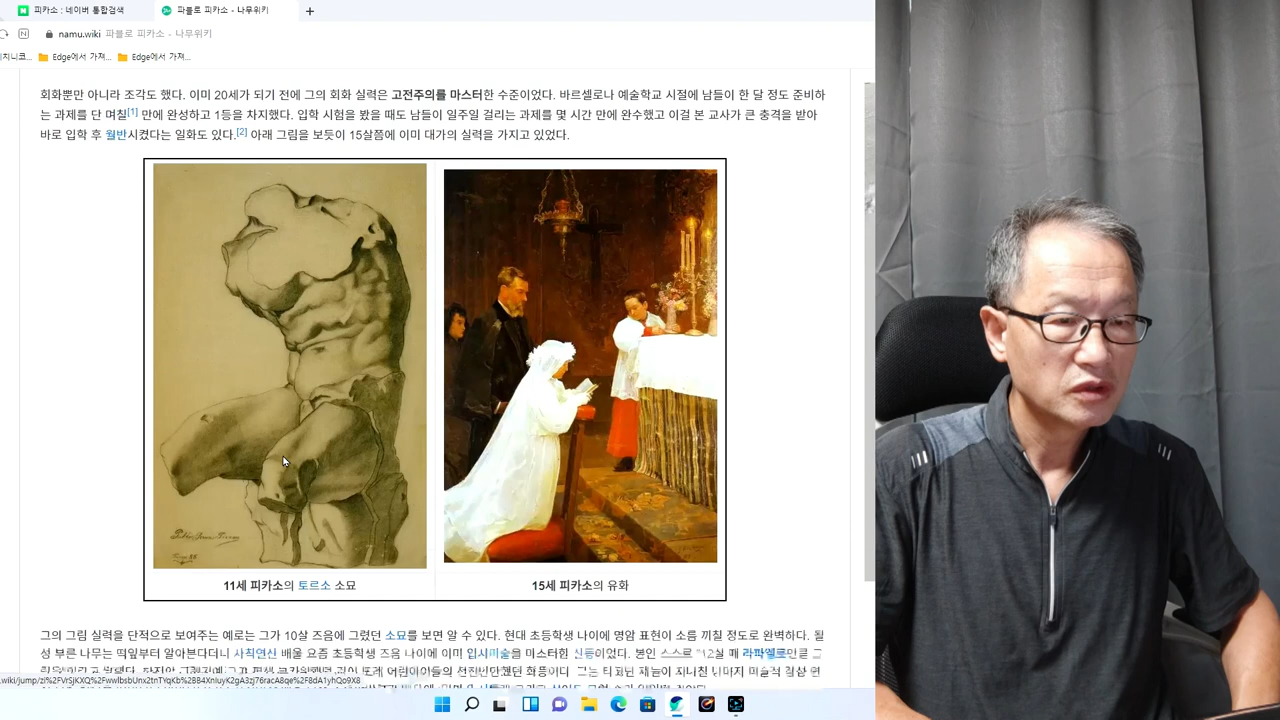 피카소 : 네이버 통합검색
파블로 피카소 - 나무위키
namu.wiki 파블로 피카소 - 나무위키
치니코...
Edge에서 가져...
Edge에서 가져...
회화뿐만 아니라 조각도 했다. 이미 20세가 되기 전에 그의 회화 실력은 고전주의를 마스터한 수준이었다. 바르셀로나 예술학교 시절에 남들이 한 달 정도 준비하
는 과제를 단 며칠[1] 만에 완성하고 1등을 차지했다. 입학 시험을 봤을 때도 남들이 일주일 걸리는 과제를 몇 시간 만에 완수했고 이걸 본 교사가 큰 충격을 받아
바로 입학 후 월반시켰다는 일화도 있다.[2] 아래 그림을 보듯이 15살쯤에 이미 대가의 실력을 가지고 있었다.
11세 피카소의 토르소 소묘
15세 피카소의 유화
그의 그림 실력을 단적으로 보여주는 예로는 그가 10살 즈음에 그렸던 소묘를 보면 알 수 있다. 현대 초등학생 나이에 명암 표현이 소름 끼칠 정도로 완벽하다. 될
성 부른 나무는 떡잎부터 알아본다더니 사칙연산 배울 요즘 초등학생 즈음 나이에 이미 입시미술을 마스터한 신동이었다. 본인 스스로 "12살 때 라파엘로만큼 그